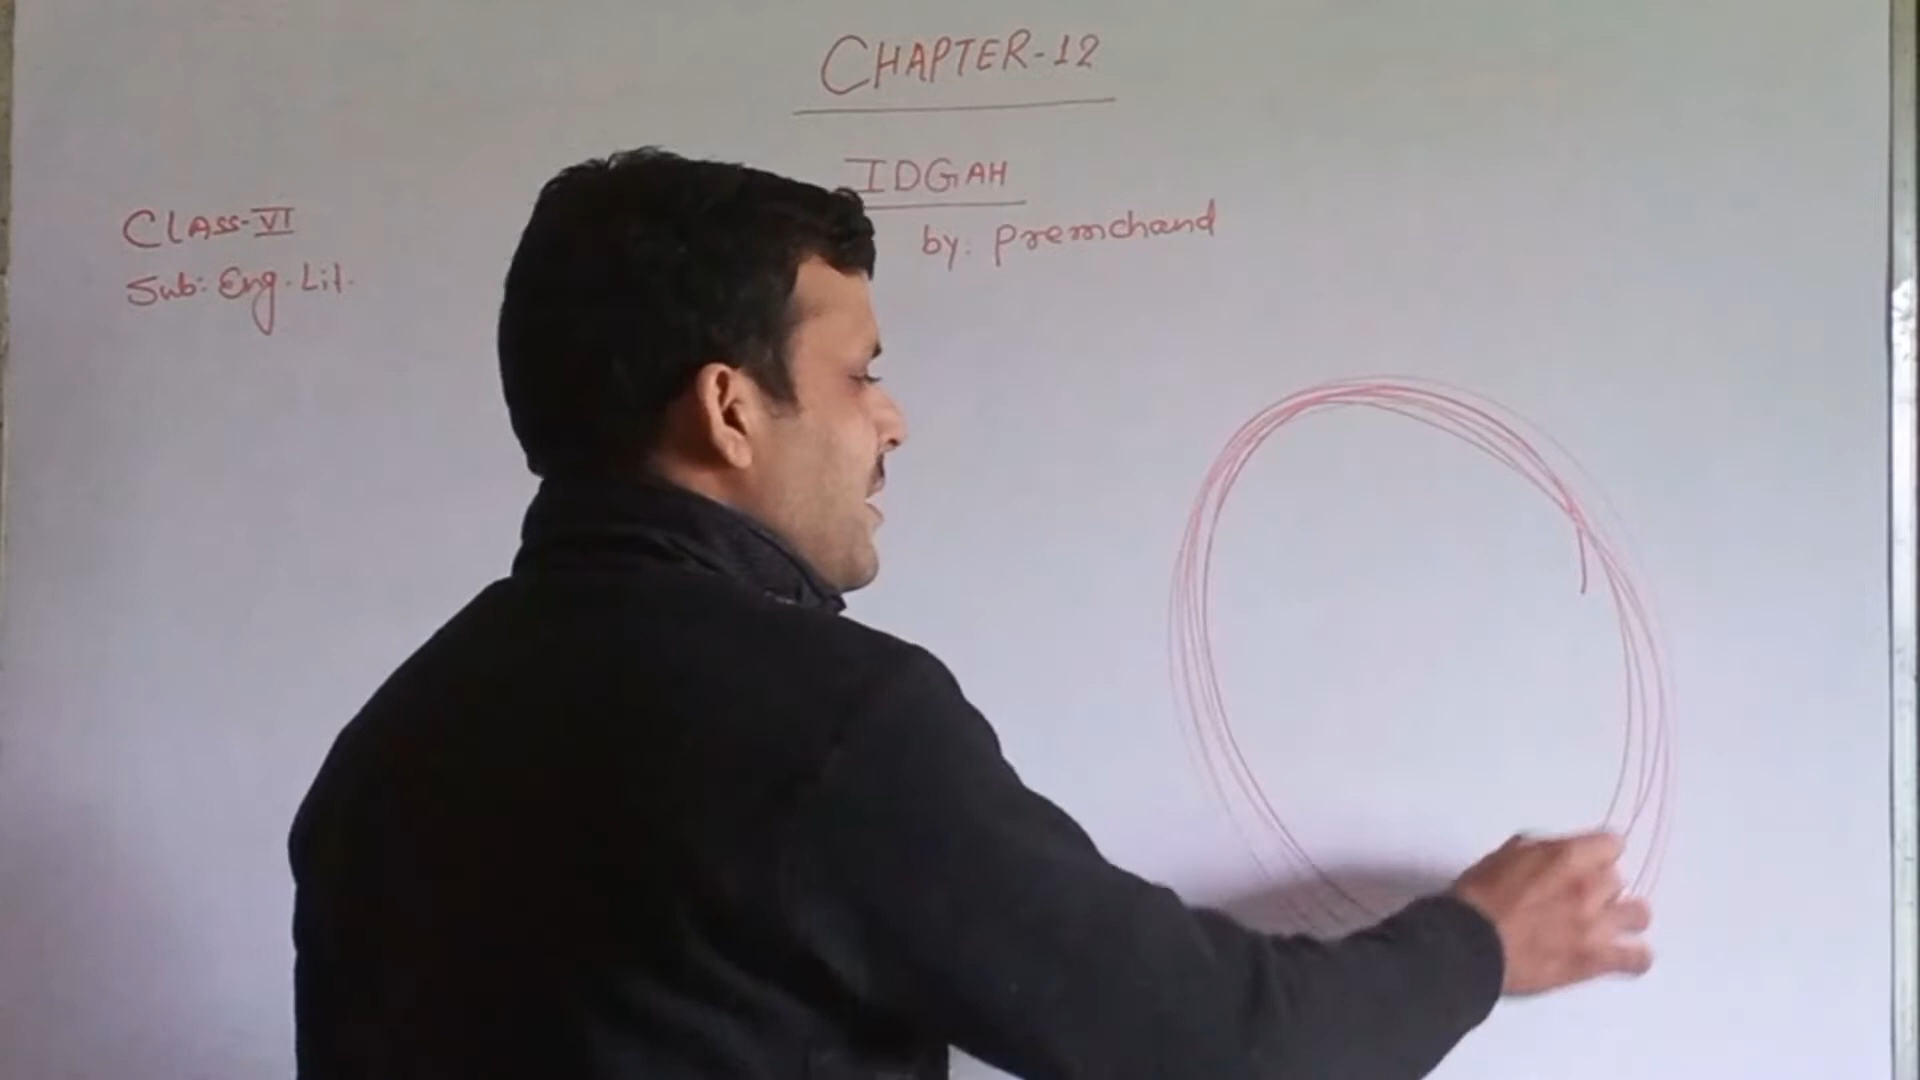 CHAPTER-12
IDGAH
by: Premchand
CLASS-VI
Sub: Eng. Lit.